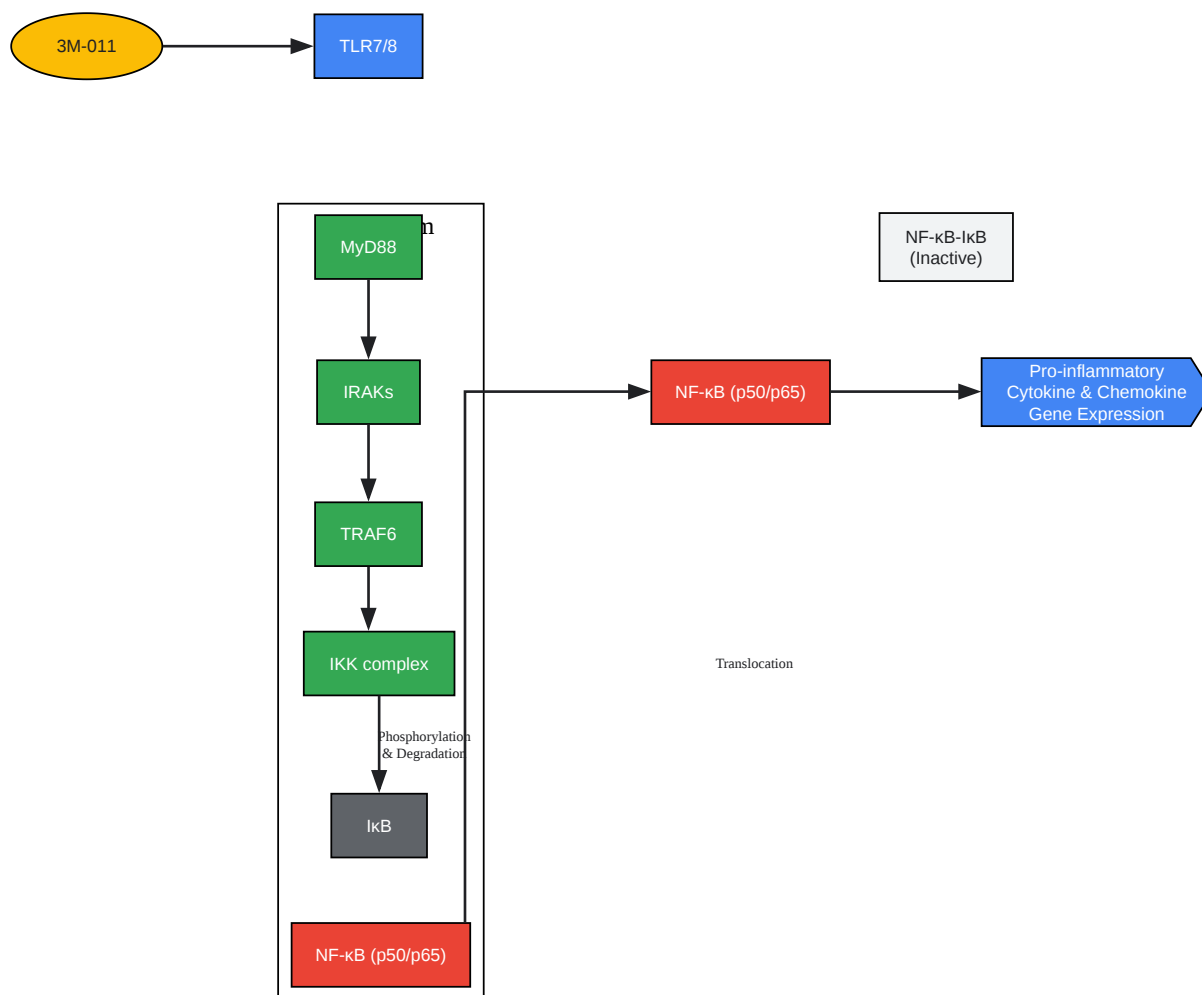 3M-011
TLR7/8
MyD88
NF-κB-IκB
(Inactive)
IRAKs
NF-κB (p50/p65)
Pro-inflammatory
Cytokine & Chemokine
Gene Expression
TRAF6
IKK complex
Translocation
Phosphorylation
& Degradation
IκB
NF-κB (p50/p65)